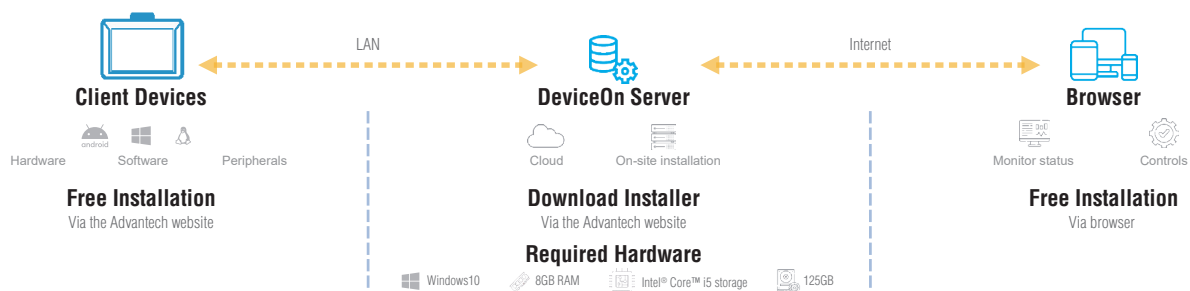 LAN
Internet
Client Devices
DeviceOn Server
Browser
android
Hardware
Software
Peripherals
Cloud
On-site installation
Monitor status
Controls
Free Installation
Via the Advantech website
Download Installer
Via the Advantech website
Free Installation
Via browser
Required Hardware
Windows10
8GB RAM
Intel® Core™ i5 storage
125GB